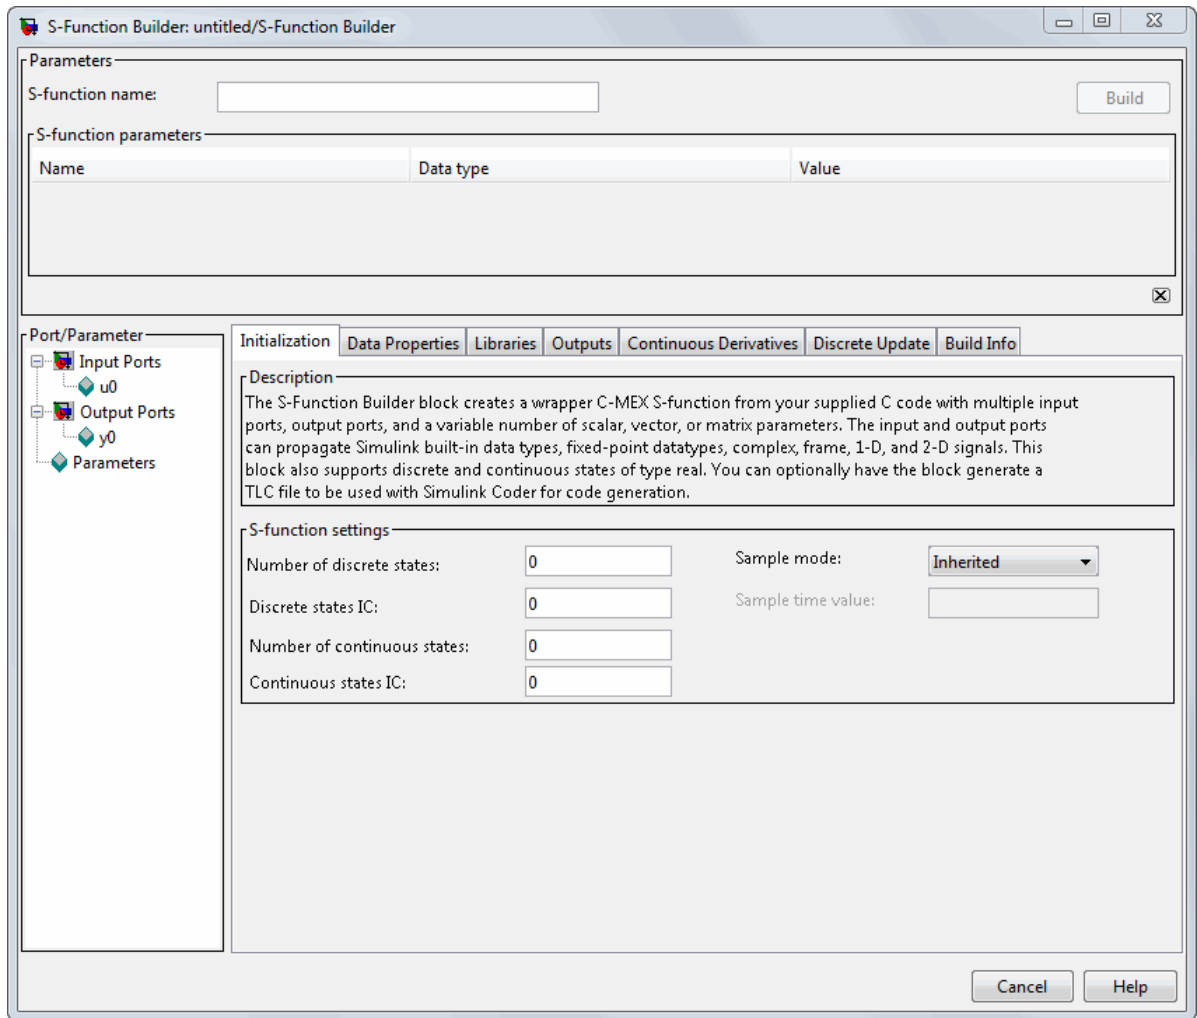 S-Function Builder: untitled/S-Function Builder
Parameters
S-function name:
Build
S-function parameters
Name Data type Value
Port/Parameter
Input Ports
u0
Output Ports
y0
Parameters
Initialization Data Properties Libraries Outputs Continuous Derivatives Discrete Update Build Info
Description
The S-Function Builder block creates a wrapper C-MEX S-function from your supplied C code with multiple input
ports, output ports, and a variable number of scalar, vector, or matrix parameters. The input and output ports
can propagate Simulink built-in data types, fixed-point datatypes, complex, frame, 1-D, and 2-D signals. This
block also supports discrete and continuous states of type real. You can optionally have the block generate a
TLC file to be used with Simulink Coder for code generation.
S-function settings
Number of discrete states: 0 Sample mode: Inherited
Discrete states IC: 0 Sample time value:
Number of continuous states: 0
Continuous states IC: 0
Cancel Help